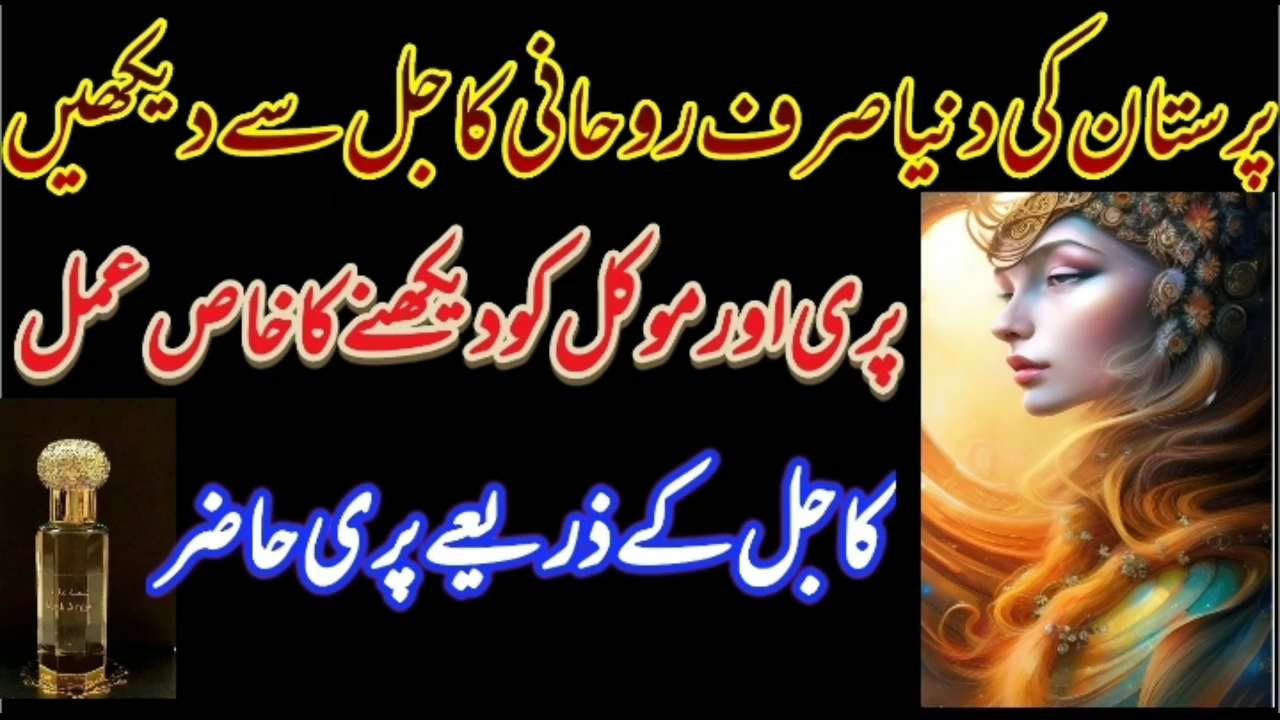 پرستان کی دنیا صرف روحانی کاجل سے دیکھیں
پری اور موکل کو دیکھنے کا خاص عمل
کاجل کے ذریعے پری حاضر